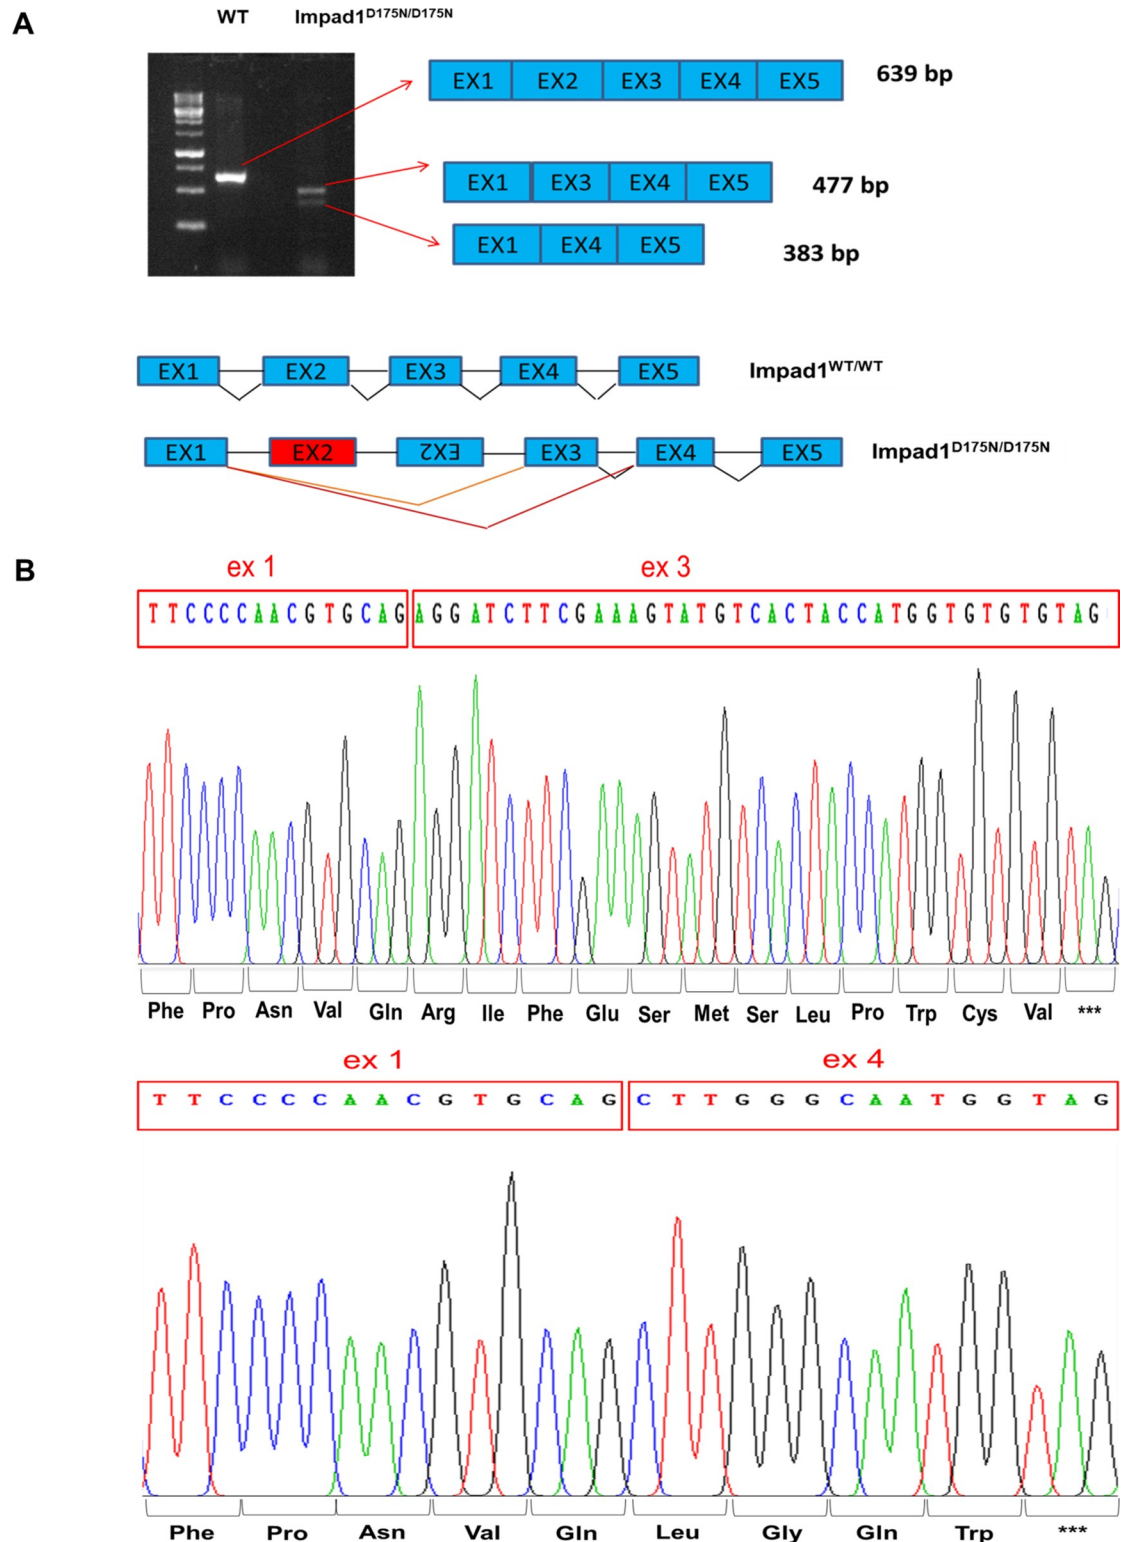 A
WT Impad1D175N/D175N
EX1 EX2 EX3 EX4 EX5 639 bp
EX1 EX3 EX4 EX5 477 bp
EX1 EX4 EX5 383 bp
EX1 EX2 EX3 EX4 EX5 Impad1WT/WT
EX1 EX2 EX2 EX3 EX4 EX5 Impad1D175N/D175N
B
ex 1 ex 3
TTCCCCAACGTGCAG AGGATCTTCGAAAGTATGTCACTACCATGGTGTGTGTAG
Phe Pro Asn Val Gln Arg Ile Phe Glu Ser Met Ser Leu Pro Trp Cys Val ***
ex 1 ex 4
TTCCCCAACGTGCAG CTTGGGCAATGGTAG
Phe Pro Asn Val Gln Leu Gly Gln Trp ***